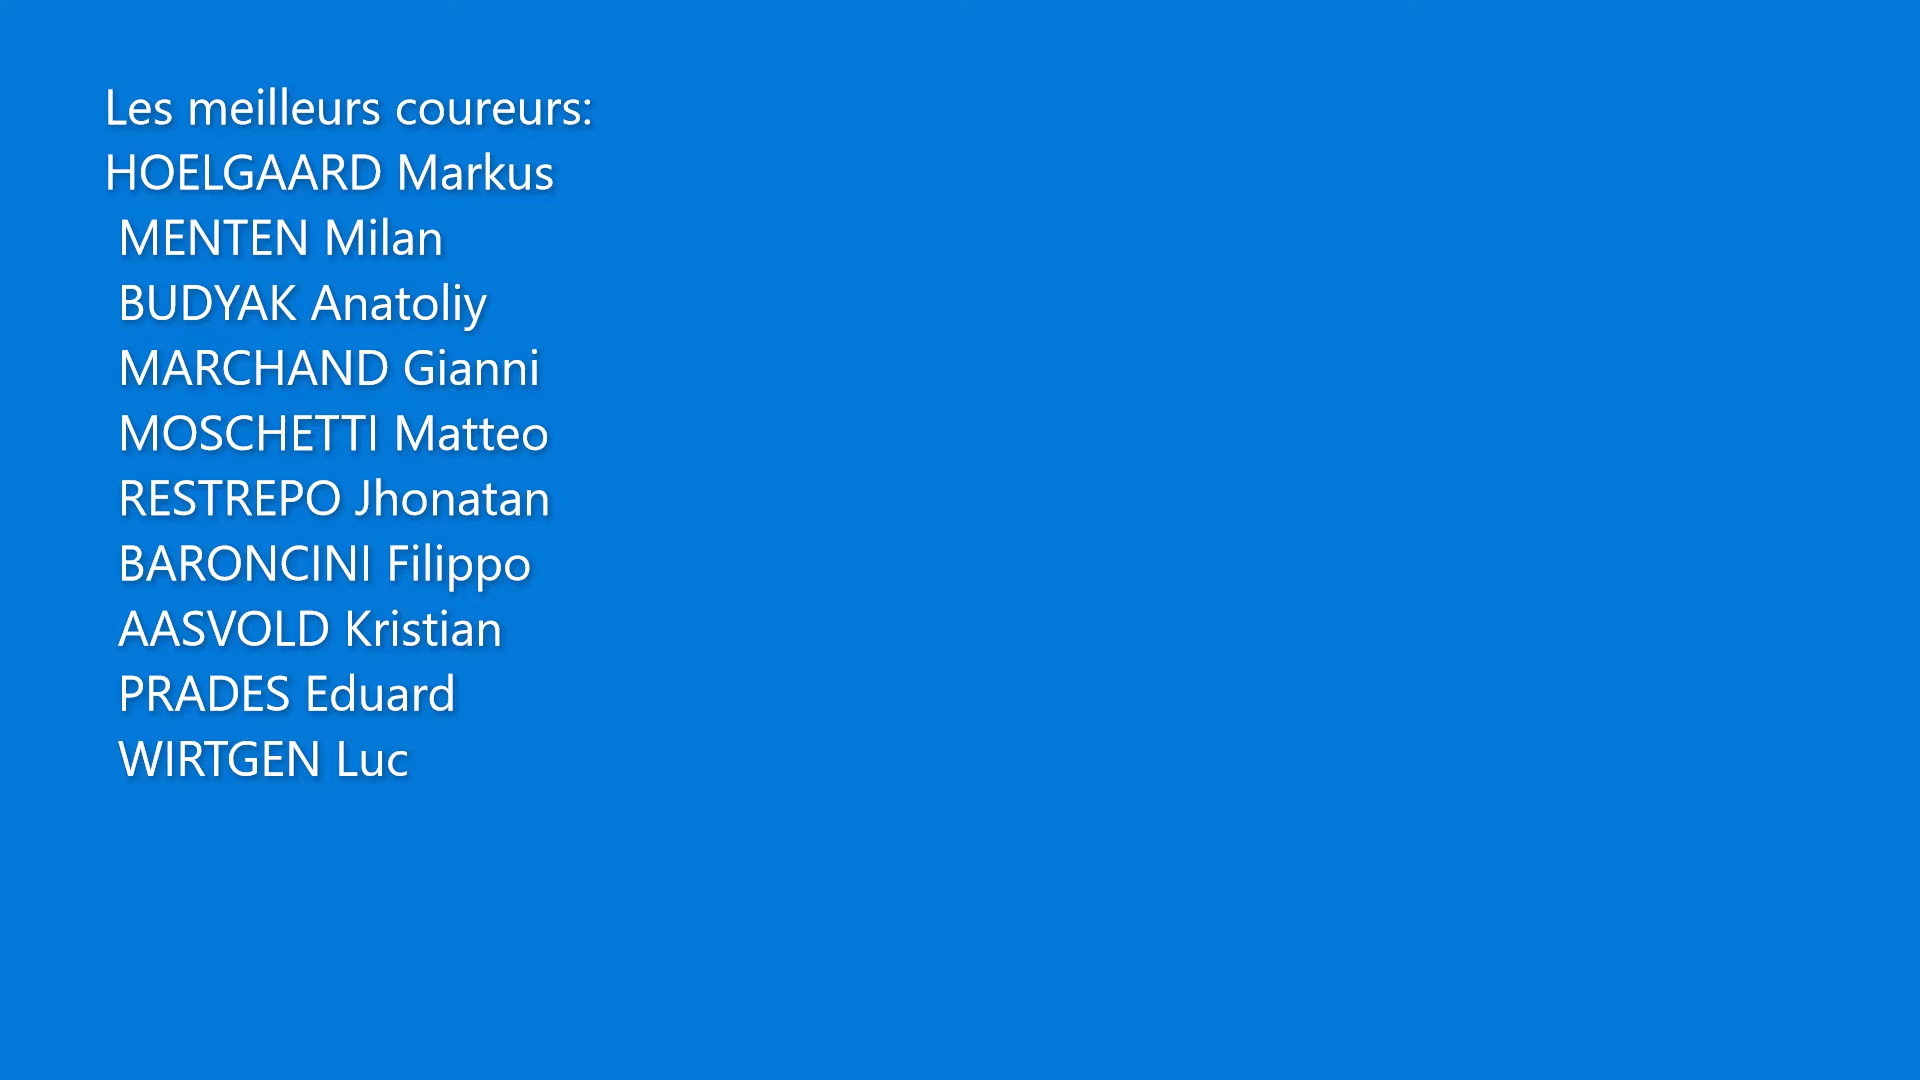 Les meilleurs coureurs:
HOELGAARD Markus
MENTEN Milan
BUDYAK Anatoliy
MARCHAND Gianni
MOSCHETTI Matteo
RESTREPO Jhonatan
BARONCINI Filippo
AASVOLD Kristian
PRADES Eduard
WIRTGEN Luc